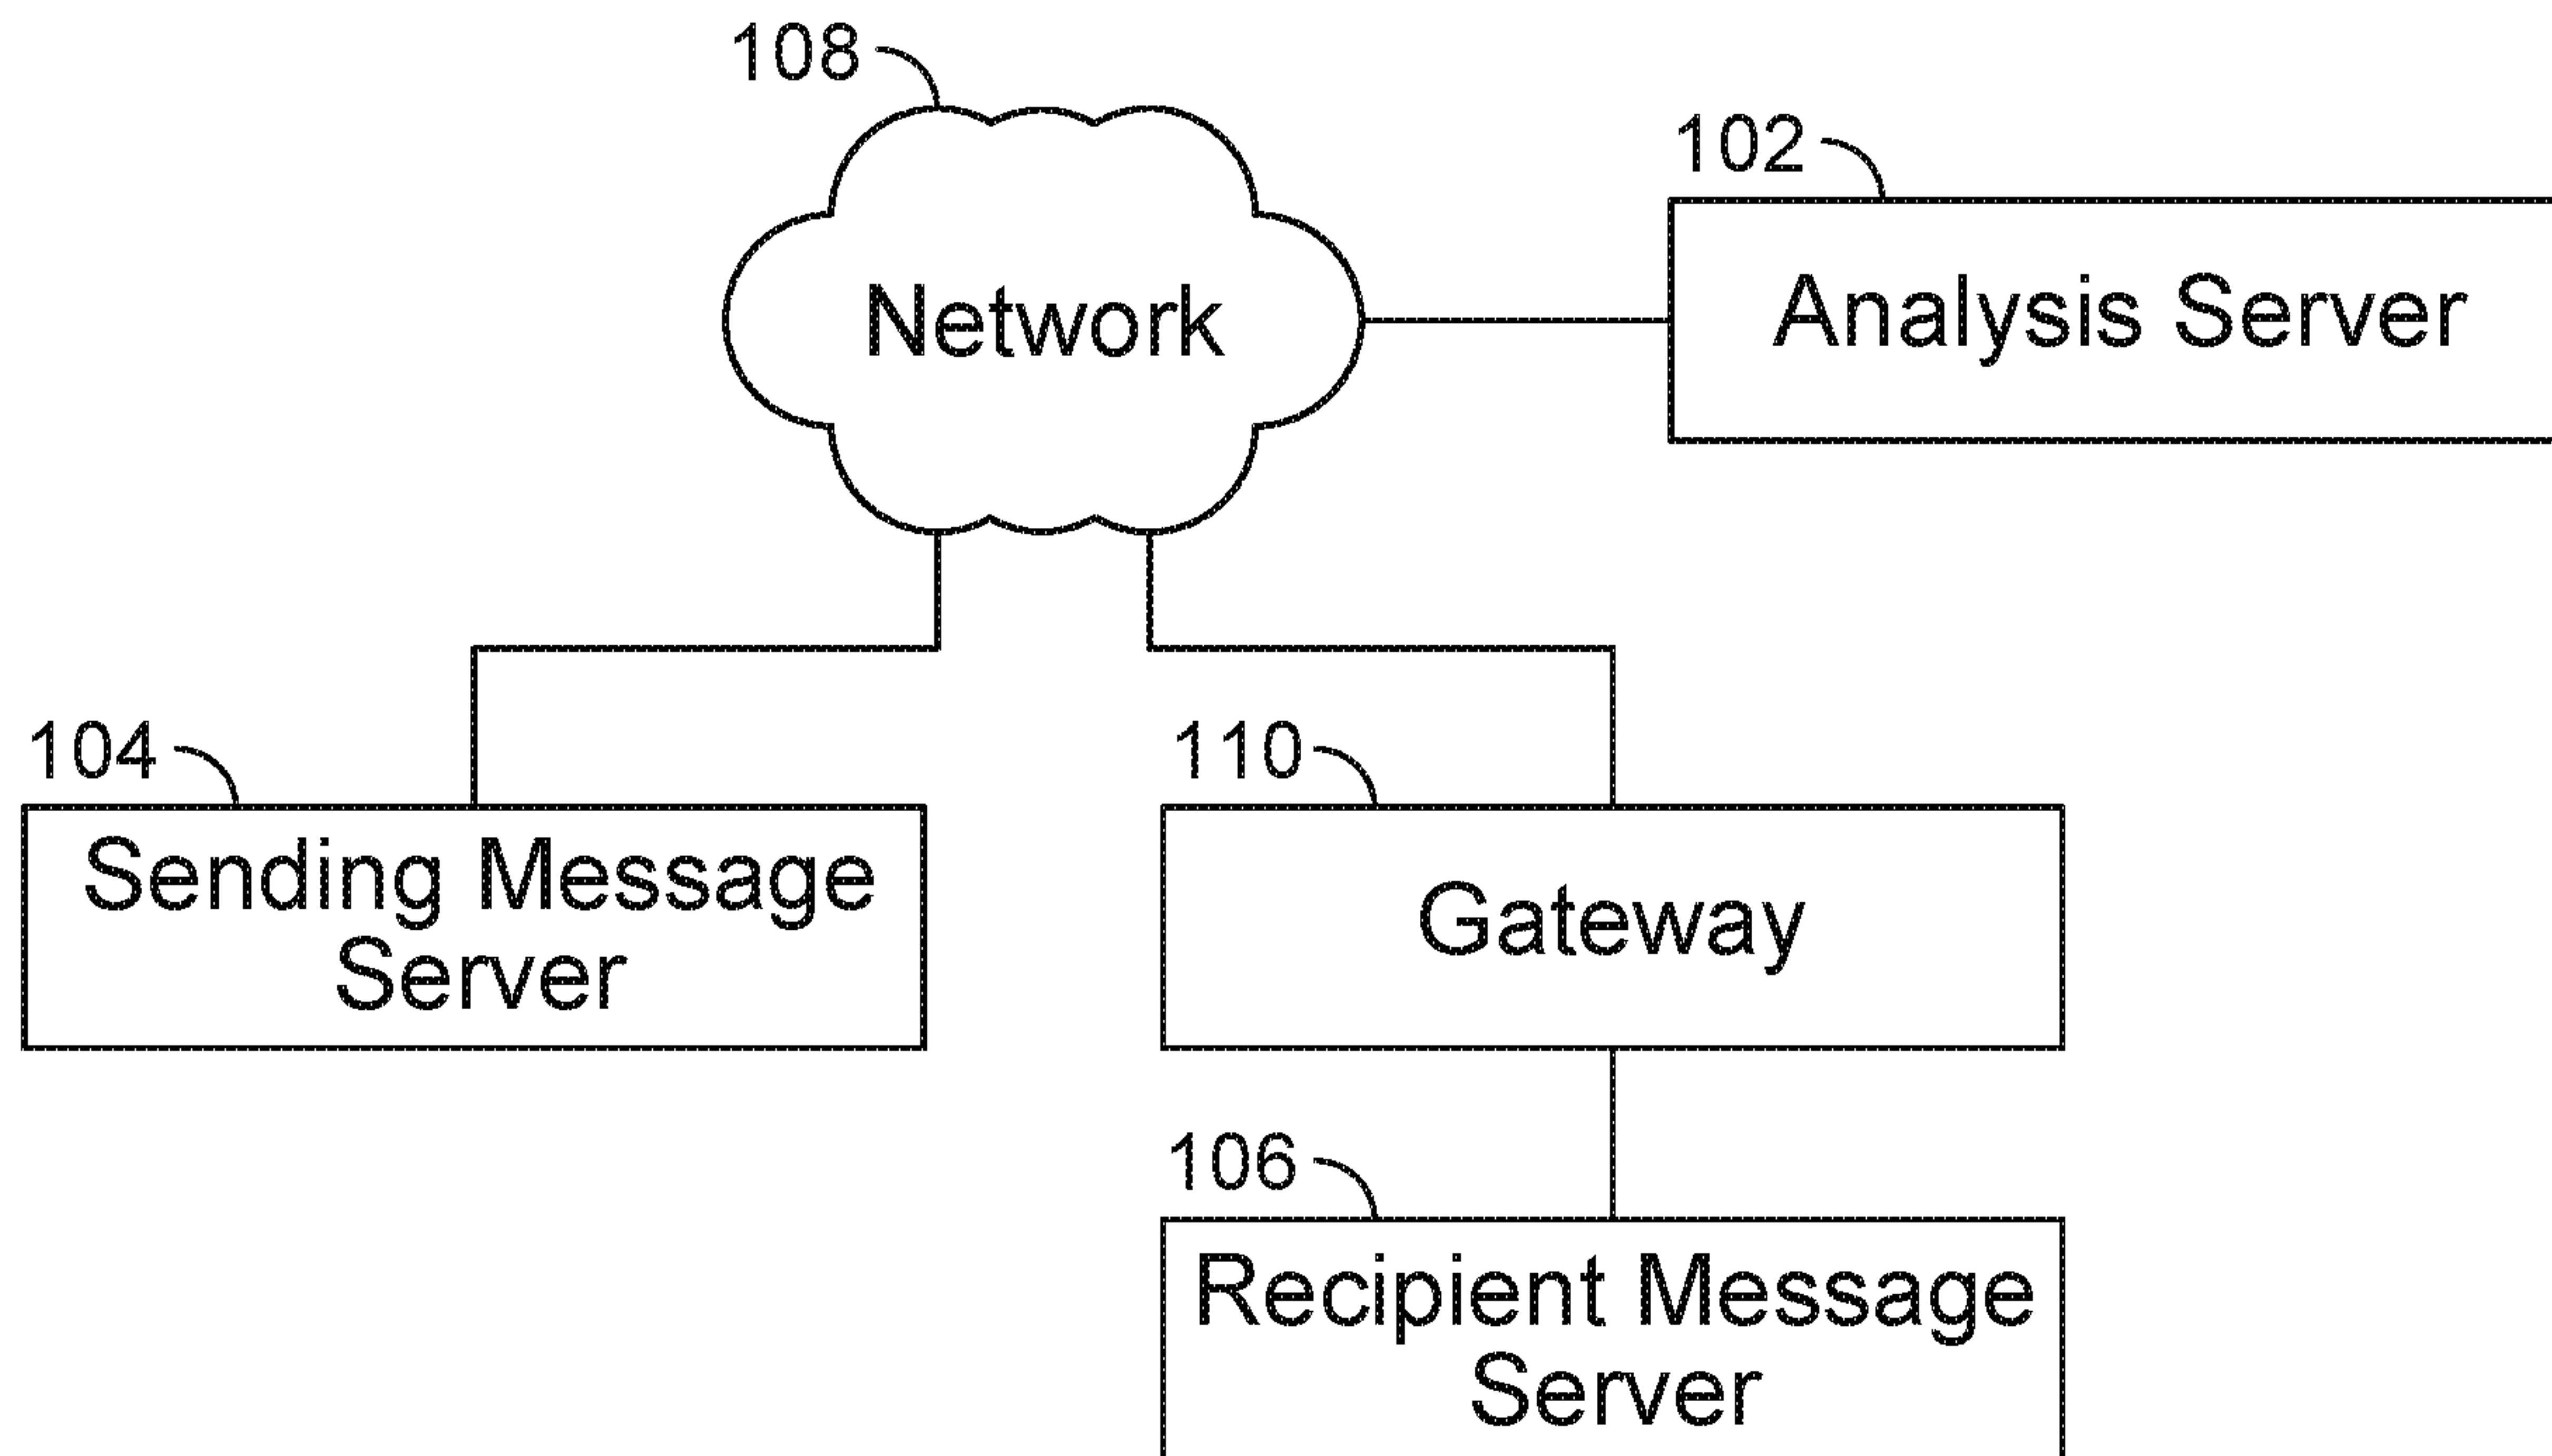 108
102
Network
Analysis Server
104
110
Sending Message
Server
Gateway
106
Recipient Message
Server